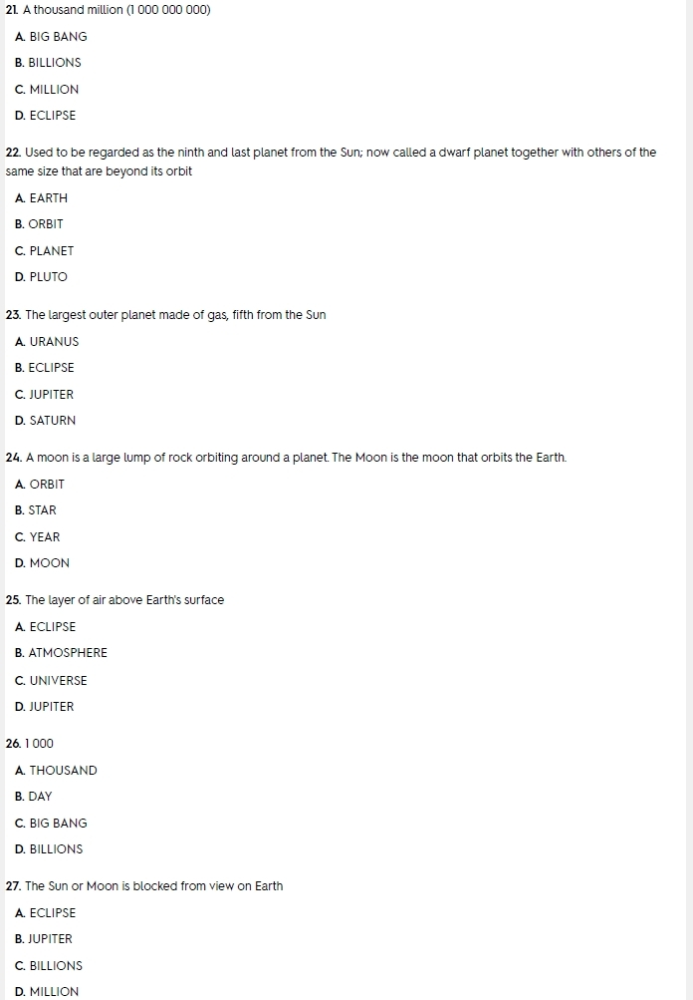 21. A thousand million (1 000 000 000)
A. BIG BANG
B. BILLIONS
C. MILLION
D. ECLIPSE
22. Used to be regarded as the ninth and last planet from the Sun; now called a dwarf planet together with others of the
same size that are beyond its orbit
A. EARTH
B. ORBIT
C. PLANET
D. PLUTO
23. The largest outer planet made of gas, fifth from the Sun
A. URANUS
B. ECLIPSE
C. JUPITER
D. SATURN
24. A moon is a large lump of rock orbiting around a planet. The Moon is the moon that orbits the Earth.
A. ORBIT
B. STAR
C. YEAR
D. MOON
25. The layer of air above Earth's surface
A. ECLIPSE
B. ATMOSPHERE
C. UNIVERSE
D. JUPITER
26. 1 000
A. THOUSAND
B. DAY
C. BIG BANG
D. BILLIONS
27. The Sun or Moon is blocked from view on Earth
A. ECLIPSE
B. JUPITER
C. BILLIONS
D. MILLION